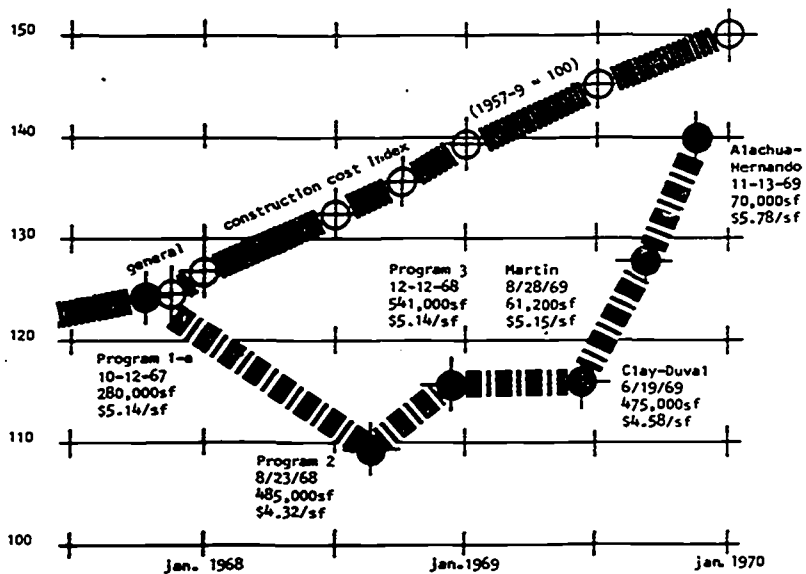 150
140
130
120
110
100
general construction cost index (1957-9 = 100)
Program 1-a
10-12-67
280,000sf
$5.14/sf
Program 2
8/23/68
485,000sf
$4.32/sf
Program 3
12-12-68
541,000sf
$5.14/sf
Martin
8/28/69
61,200sf
$5.15/sf
Clay-Duval
6/19/69
475,000sf
$4.58/sf
Alachua-
Hernando
11-13-69
70,000sf
$5.78/sf
jan. 1968
jan. 1969
jan. 1970